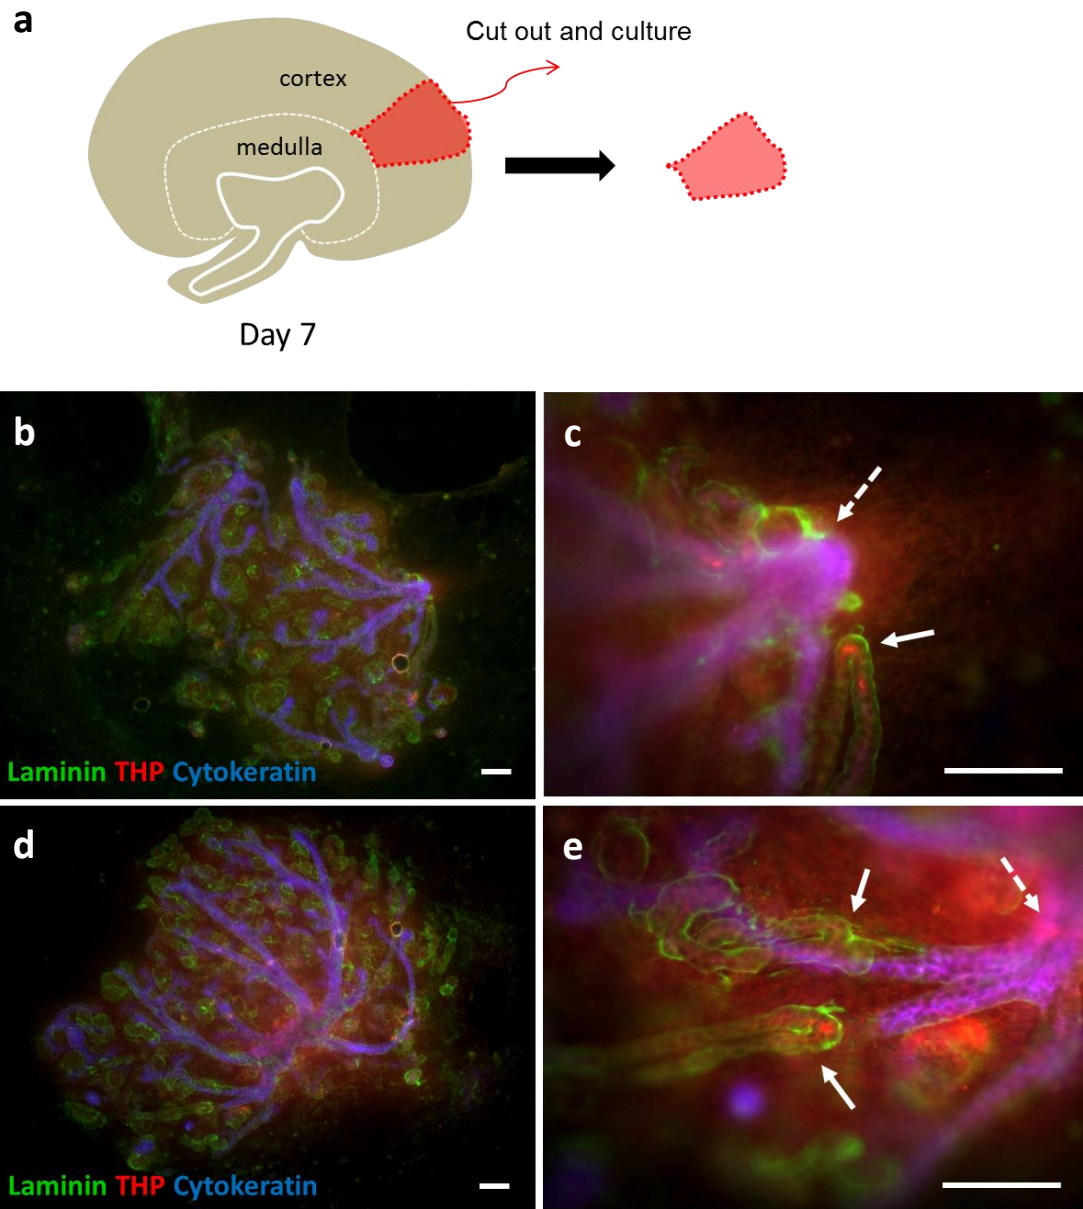 a
Cut out and culture
cortex
medulla
Day 7
b
c
Laminin THP Cytokeratin
d
e
Laminin THP Cytokeratin